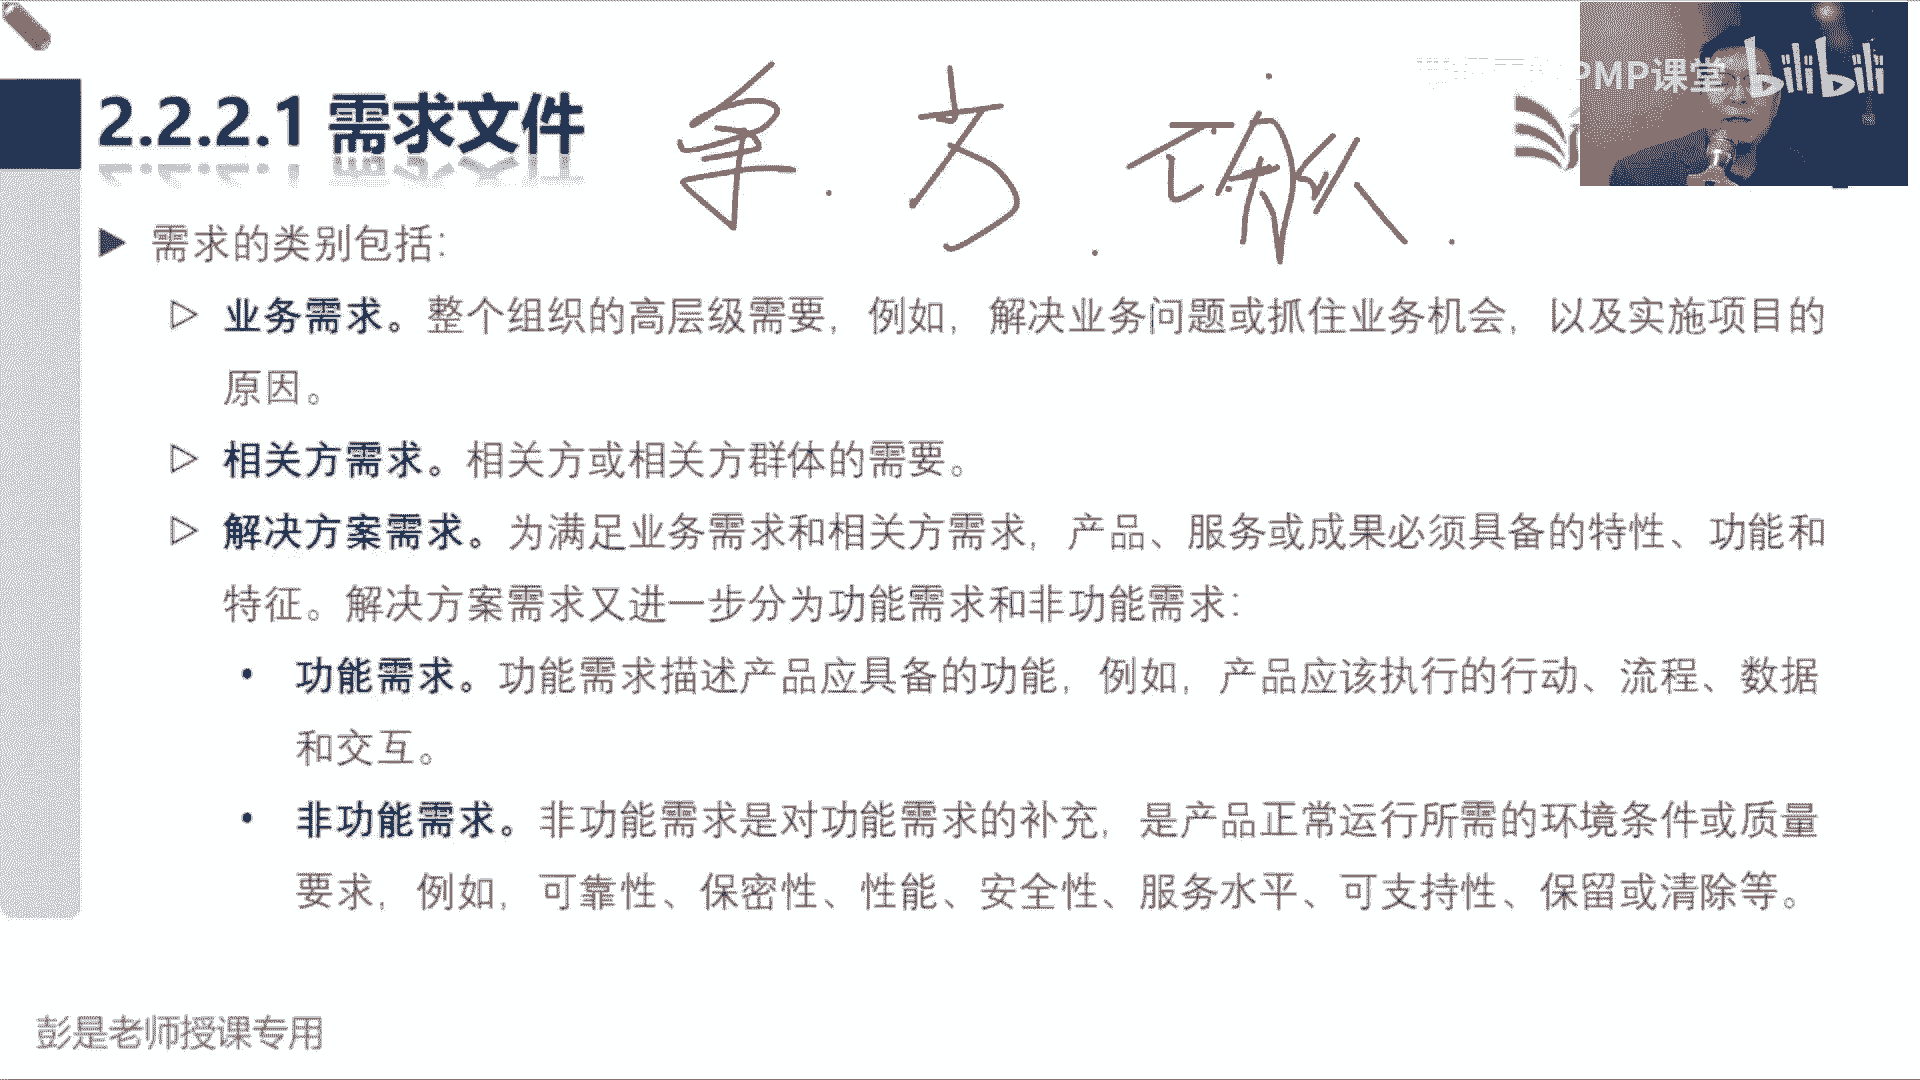 PMP课堂 bilibili
2.2.2.1 需求文件
需求的类别包括：
业务需求。整个组织的高层级需要，例如，解决业务问题或抓住业务机会，以及实施项目的
原因。
相关方需求。相关方或相关方群体的需要。
解决方案需求。为满足业务需求和相关方需求，产品、服务或成果必须具备的特性、功能和
特征。解决方案需求又进一步分为功能需求和非功能需求：
• 功能需求。功能需求描述产品应具备的功能，例如，产品应该执行的行动、流程、数据
和交互。
• 非功能需求。非功能需求是对功能需求的补充，是产品正常运行所需的环境条件或质量
要求，例如，可靠性、保密性、性能、安全性、服务水平、可支持性、保留或清除等。
彭是老师授课专用